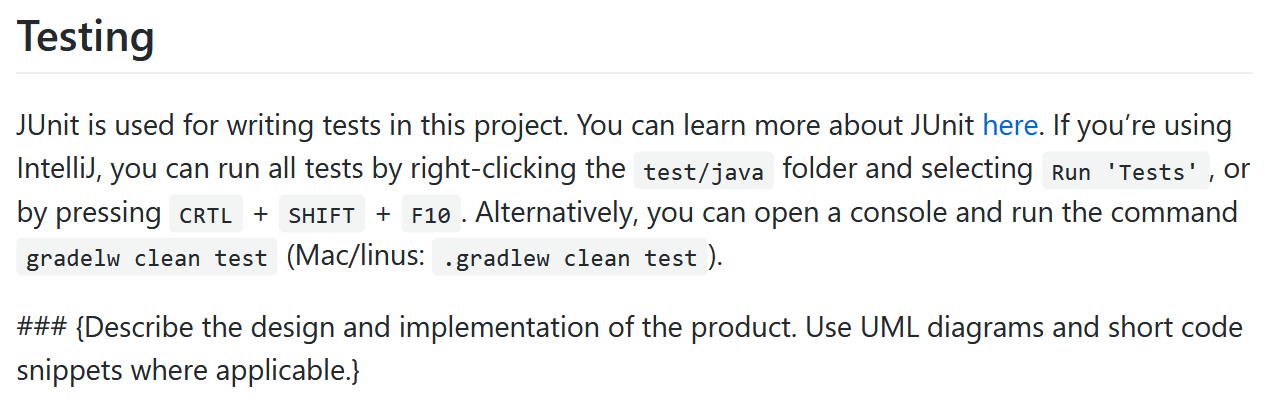 Testing
JUnit is used for writing tests in this project. You can learn more about JUnit here. If you’re using
IntelliJ, you can run all tests by right-clicking the test/java folder and selecting Run 'Tests' , or
by pressing CRTL + SHIFT + F10 . Alternatively, you can open a console and run the command
gradelw clean test (Mac/linus: .gradlew clean test ).
### {Describe the design and implementation of the product. Use UML diagrams and short code
snippets where applicable.}